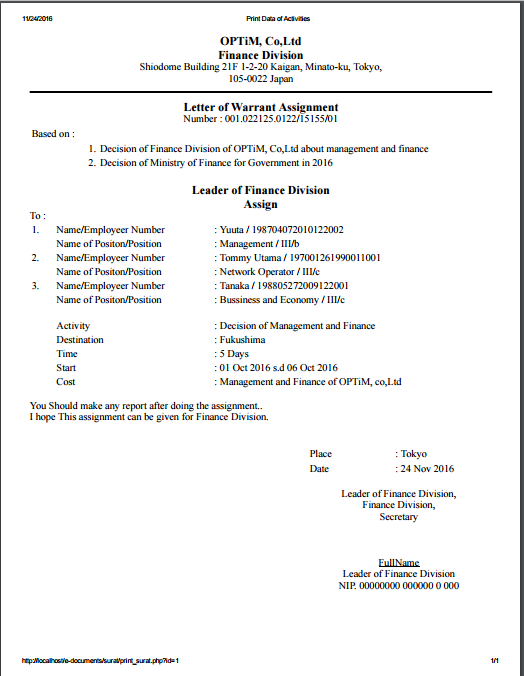 11/24/2016 Print Data of Activities
OPTiM, Co,Ltd
Finance Division
Shiodome Building 21F 1-2-20 Kaigan, Minato-ku, Tokyo,
105-0022 Japan
Letter of Warrant Assignment
Number : 001.022125.0122/15155/01
Based on :
1. Decision of Finance Division of OPTiM, Co,Ltd about management and finance
2. Decision of Ministry of Finance for Government in 2016
Leader of Finance Division
Assign
To :
1. Name/Employeer Number : Yuuta / 198704072010122002
Name of Positon/Position : Management / III/b
2. Name/Employeer Number : Tommy Utama / 197001261990011001
Name of Positon/Position : Network Operator / III/c
3. Name/Employeer Number : Tanaka / 198805272009122001
Name of Positon/Position : Bussiness and Economy / III/c
Activity : Decision of Management and Finance
Destination : Fukushima
Time : 5 Days
Start : 01 Oct 2016 s.d 06 Oct 2016
Cost : Management and Finance of OPTiM, co,Ltd
You Should make any report after doing the assignment..
I hope This assignment can be given for Finance Division.
Place : Tokyo
Date : 24 Nov 2016
Leader of Finance Division,
Finance Division,
Secretary
FullName
Leader of Finance Division
NIP. 00000000 000000 0 000
http://localhost/e-documents/surat/print_surat.php?id=1 1/1